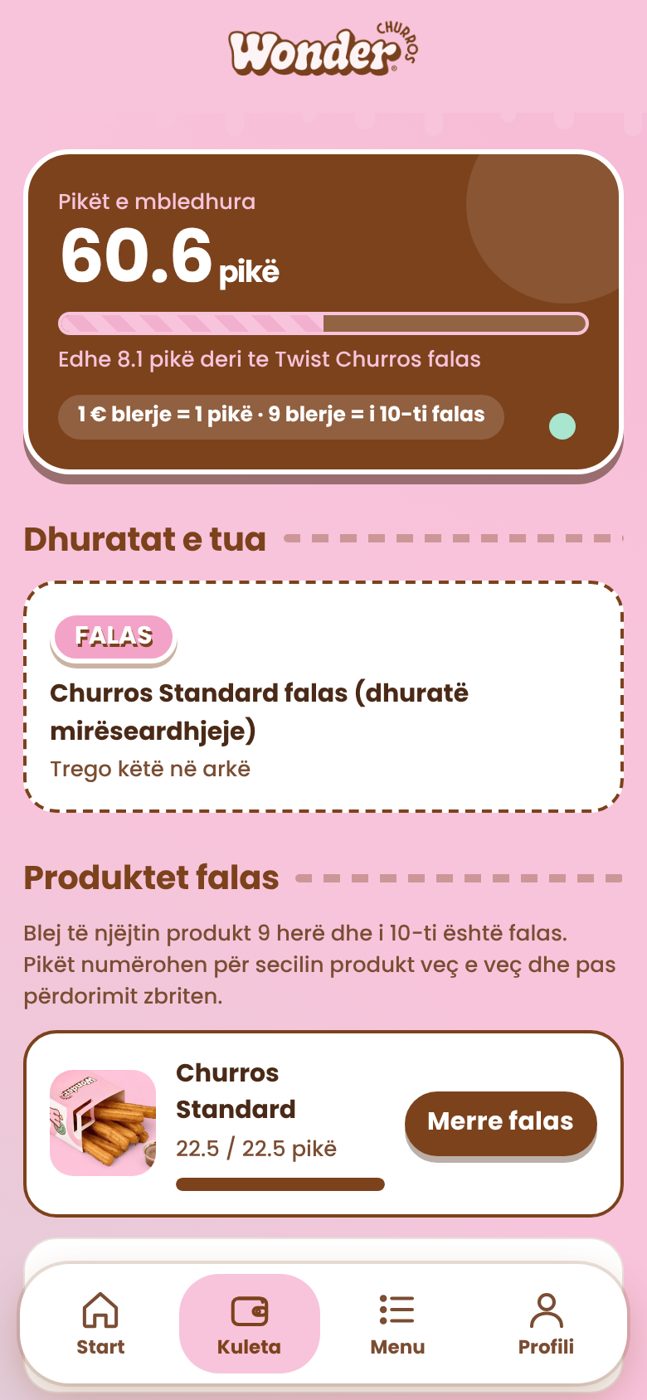 Wonder CHURROS
Pikët e mbledhura
60.6 pikë
Edhe 8.1 pikë deri te Twist Churros falas
1 € blerje = 1 pikë · 9 blerje = i 10-ti falas
Dhuratat e tua
FALAS
Churros Standard falas (dhuratë
mirëseardhjeje)
Trego këtë në arkë
Produktet falas
Blej të njëjtin produkt 9 herë dhe i 10-ti është falas.
Pikët numërohen për secilin produkt veç e veç dhe pas
përdorimit zbriten.
Churros
Standard
22.5 / 22.5 pikë
Merre falas
Start
Kuleta
Menu
Profili